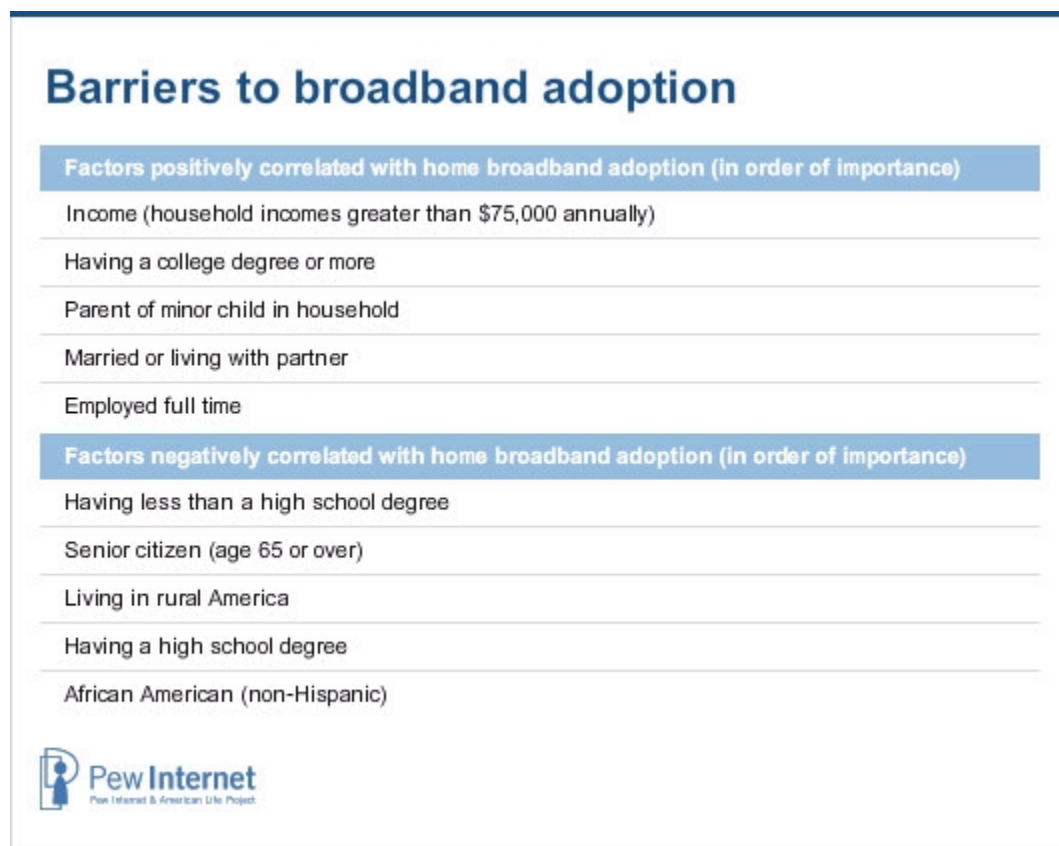 Barriers to broadband adoption
Factors positively correlated with home broadband adoption (in order of importance)
Income (household incomes greater than $75,000 annually)
Having a college degree or more
Parent of minor child in household
Married or living with partner
Employed full time
Factors negatively correlated with home broadband adoption (in order of importance)
Having less than a high school degree
Senior citizen (age 65 or over)
Living in rural America
Having a high school degree
African American (non-Hispanic)
Pew Internet
Pew Internet & American Life Project